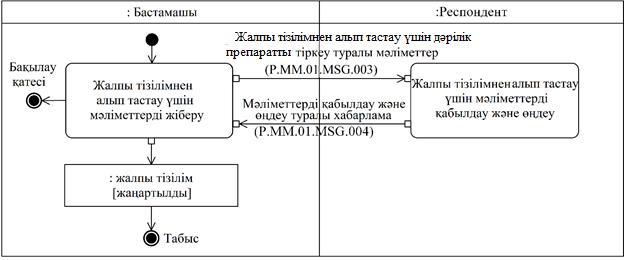 : Бастамашы
:Респондент
Жалпы тізілімнен алып тастау үшін дәрілік
препаратты тіркеу туралы мәліметтер
(P.MM.01.MSG.003)
Бақылау
қатесі
Жалпы тізілімнен
алып тастау үшін
мәліметтерді жіберу
Жалпы тізілімнен алып тастау
үшін мәліметтерді
қабылдау және өңдеу
Мәліметтерді қабылдау және
өңдеу туралы хабарлама
(P.MM.01.MSG.004)
: жалпы тізілім
[жаңартылды]
Табыс